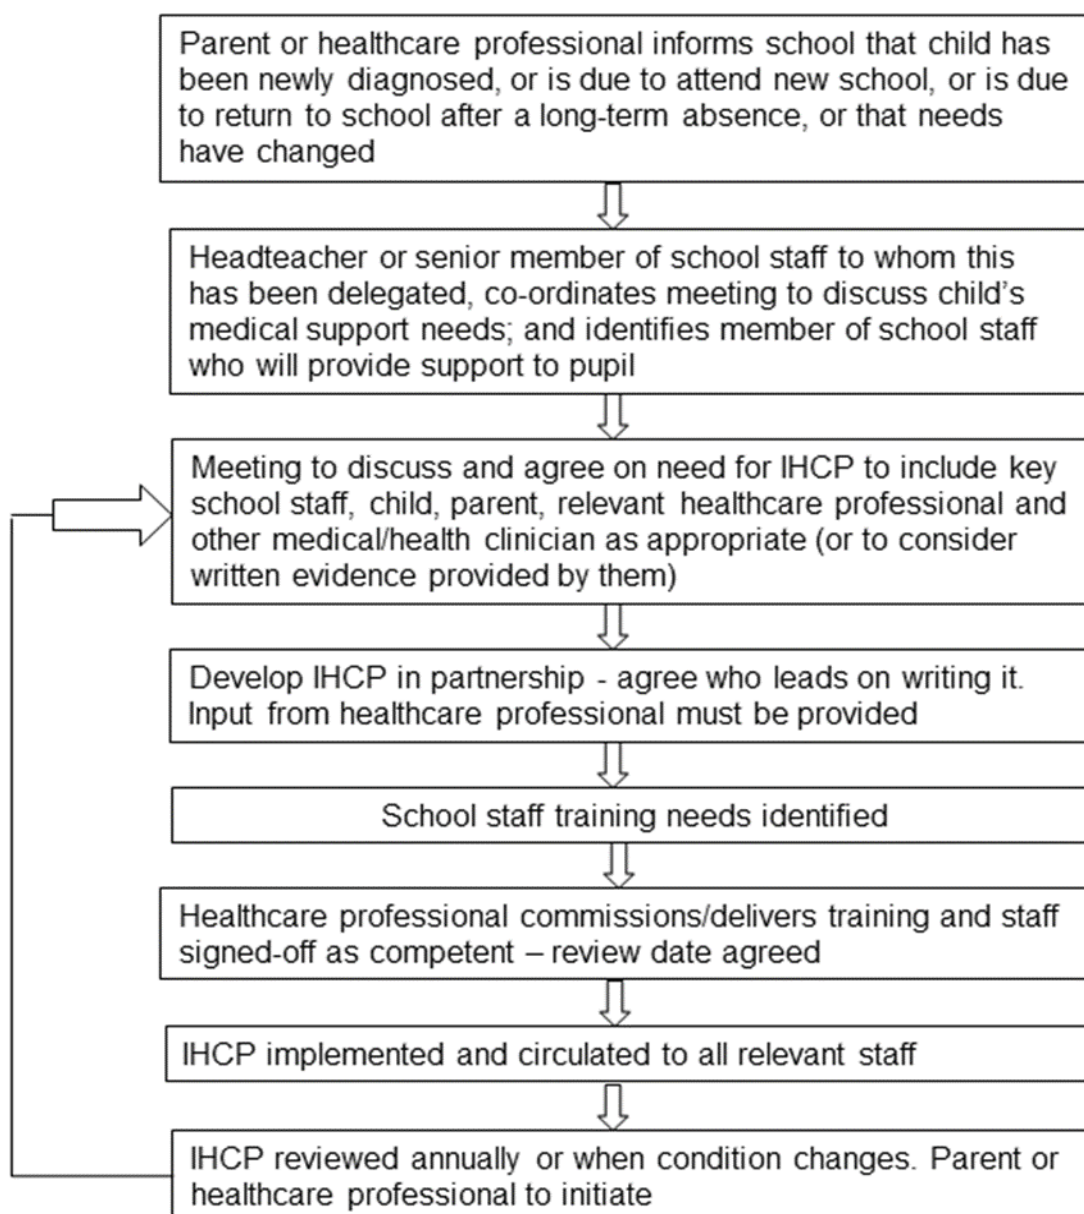 Parent or healthcare professional informs school that child has
been newly diagnosed, or is due to attend new school, or is due
to return to school after a long-term absence, or that needs
have changed
Headteacher or senior member of school staff to whom this
has been delegated, co-ordinates meeting to discuss child's
medical support needs; and identifies member of school staff
who will provide support to pupil
Meeting to discuss and agree on need for IHCP to include key
school staff, child, parent, relevant healthcare professional and
other medical/health clinician as appropriate (or to consider
written evidence provided by them)
Develop IHCP in partnership - agree who leads on writing it.
Input from healthcare professional must be provided
School staff training needs identified
Healthcare professional commissions/delivers training and staff
signed-off as competent – review date agreed
IHCP implemented and circulated to all relevant staff
IHCP reviewed annually or when condition changes. Parent or
healthcare professional to initiate